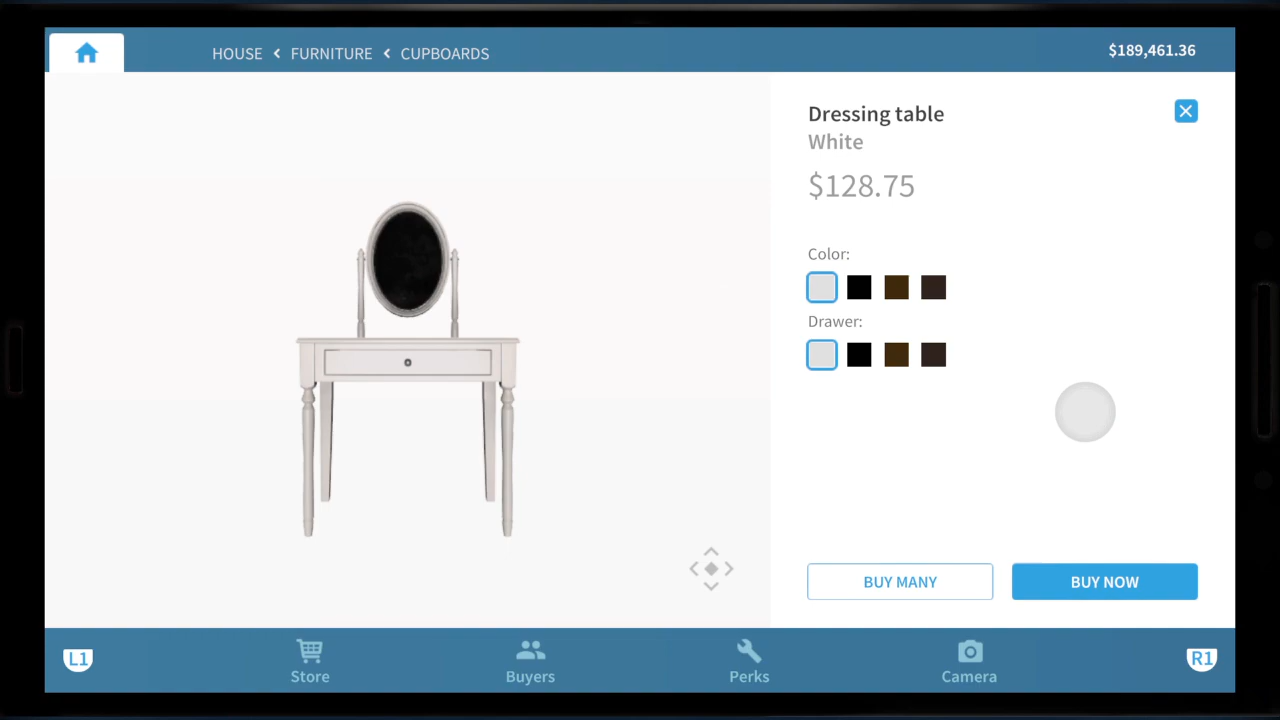 HOUSE FURNITURE CUPBOARDS
$189,461.36
Dressing table
White
$128.75
Color:
Drawer:
BUY MANY
BUY NOW
L1
Store
Buyers
Perks
Camera
R1